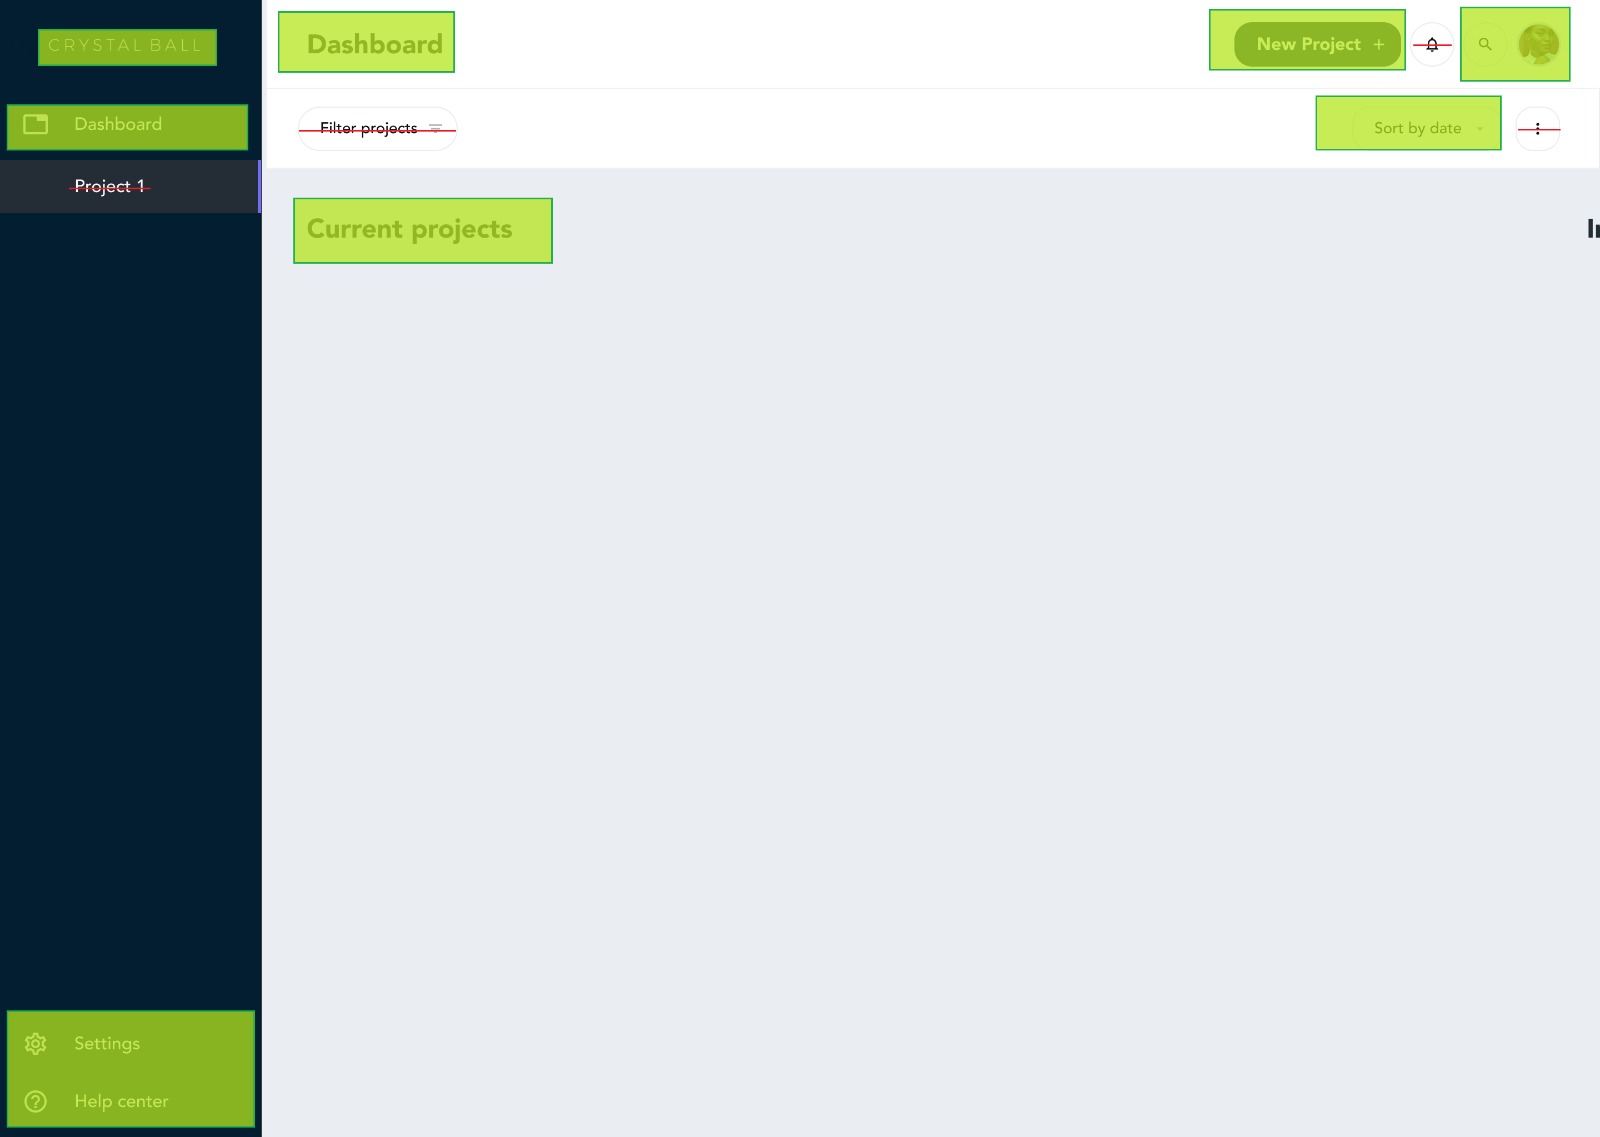 CRYSTAL BALL
Dashboard
Project 1
Settings
Help center
Dashboard
New Project +
Filter projects
Sort by date
Current projects